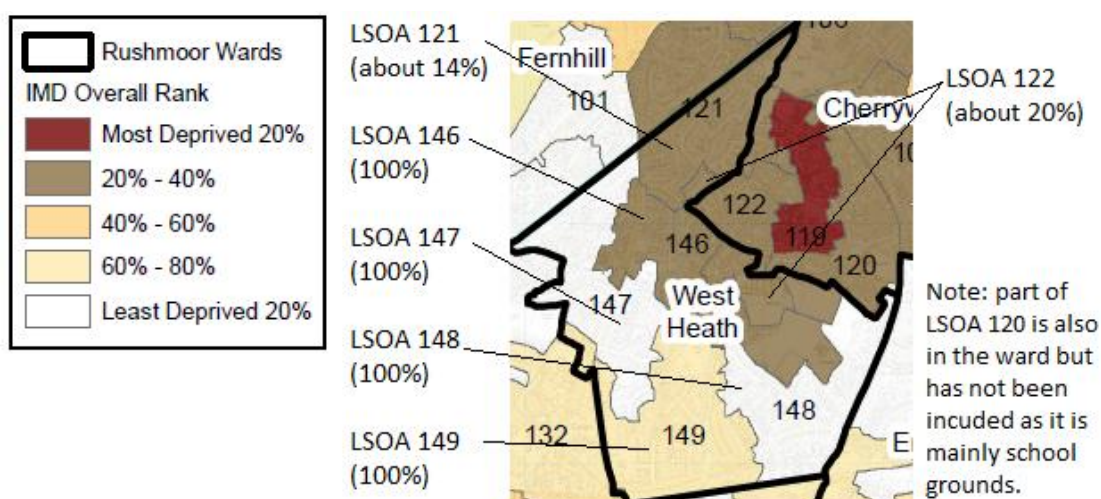 Rushmoor Wards
IMD Overall Rank
Most Deprived 20%
20% - 40%
40% - 60%
60% - 80%
Least Deprived 20%
LSOA 121
(about 14%)
LSOA 146
(100%)
LSOA 147
(100%)
LSOA 148
(100%)
LSOA 149
(100%)
Fernhill
101
121
Cherryv
122
119
120
146
147
West
Heath
148
149
132
LSOA 122
(about 20%)
Note: part of
LSOA 120 is also
in the ward but
has not been
incuded as it is
mainly school
grounds.